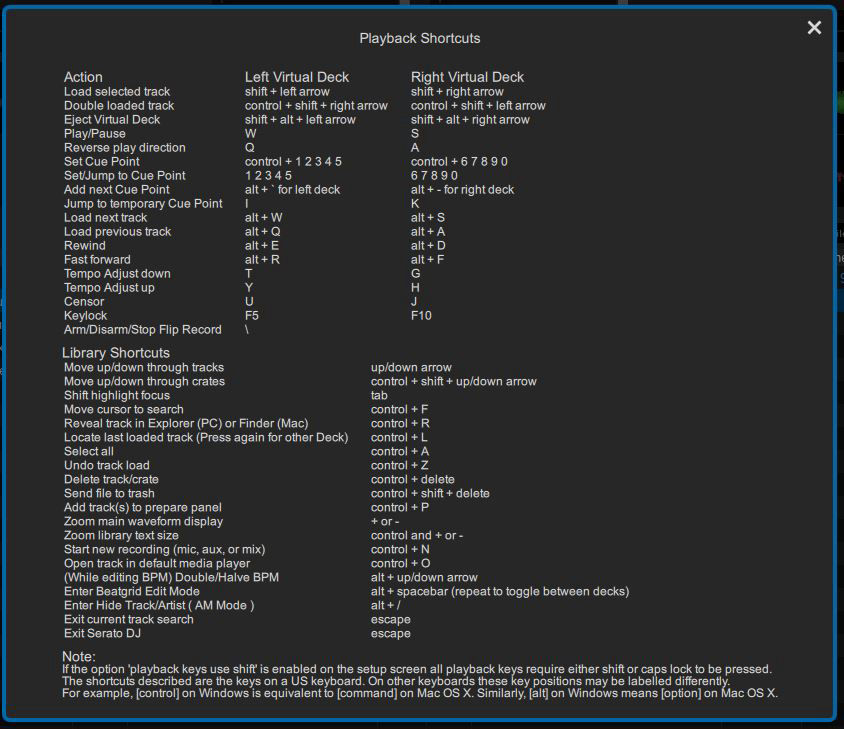 Playback Shortcuts
Action Left Virtual Deck Right Virtual Deck
Load selected track shift + left arrow shift + right arrow
Double loaded track control + shift + right arrow control + shift + left arrow
Eject Virtual Deck shift + alt + left arrow shift + alt + right arrow
Play/Pause W S
Reverse play direction Q A
Set Cue Point control + 1 2 3 4 5 control + 6 7 8 9 0
Set/Jump to Cue Point 1 2 3 4 5 6 7 8 9 0
Add next Cue Point alt + ` for left deck alt + - for right deck
Jump to temporary Cue Point I K
Load next track alt + W alt + S
Load previous track alt + Q alt + A
Rewind alt + E alt + D
Fast forward alt + R alt + F
Tempo Adjust down T G
Tempo Adjust up Y H
Censor U J
Keylock F5 F10
Arm/Disarm/Stop Flip Record \
Library Shortcuts
Move up/down through tracks up/down arrow
Move up/down through crates control + shift + up/down arrow
Shift highlight focus tab
Move cursor to search control + F
Reveal track in Explorer (PC) or Finder (Mac) control + R
Locate last loaded track (Press again for other Deck) control + L
Select all control + A
Undo track load control + Z
Delete track/crate control + delete
Send file to trash control + shift + delete
Add track(s) to prepare panel control + P
Zoom main waveform display + or -
Zoom library text size control and + or -
Start new recording (mic, aux, or mix) control + N
Open track in default media player control + O
(While editing BPM) Double/Halve BPM alt + up/down arrow
Enter Beatgrid Edit Mode alt + spacebar (repeat to toggle between decks)
Enter Hide Track/Artist ( AM Mode ) alt + /
Exit current track search escape
Exit Serato DJ escape
Note:
If the option 'playback keys use shift' is enabled on the setup screen all playback keys require either shift or caps lock to be pressed.
The shortcuts described are the keys on a US keyboard. On other keyboards these key positions may be labelled differently.
For example, [control] on Windows is equivalent to [command] on Mac OS X. Similarly, [alt] on Windows means [option] on Mac OS X.